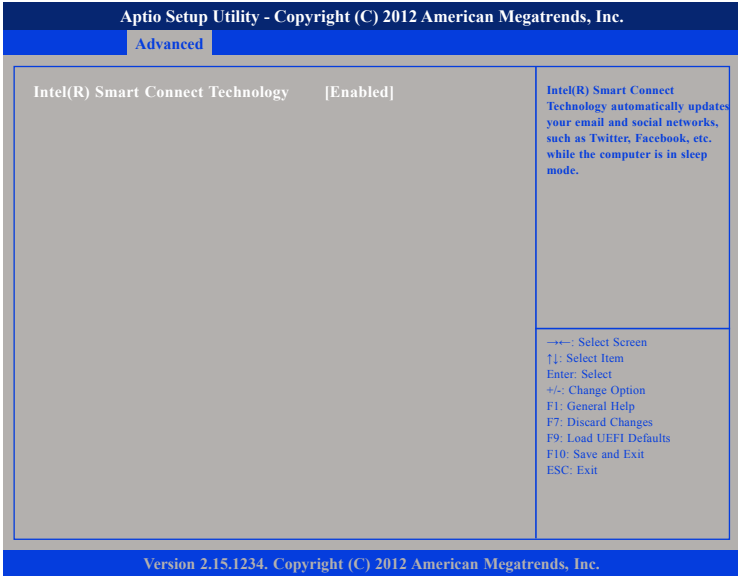 Aptio Setup Utility - Copyright (C) 2012 American Megatrends, Inc.
Advanced
Intel(R) Smart Connect Technology [Enabled]
Intel(R) Smart Connect
Technology automatically updates
your email and social networks,
such as Twitter, Facebook, etc.
while the computer is in sleep
mode.
→←: Select Screen
↑↓: Select Item
Enter: Select
+/-: Change Option
F1: General Help
F7: Discard Changes
F9: Load UEFI Defaults
F10: Save and Exit
ESC: Exit
Version 2.15.1234. Copyright (C) 2012 American Megatrends, Inc.